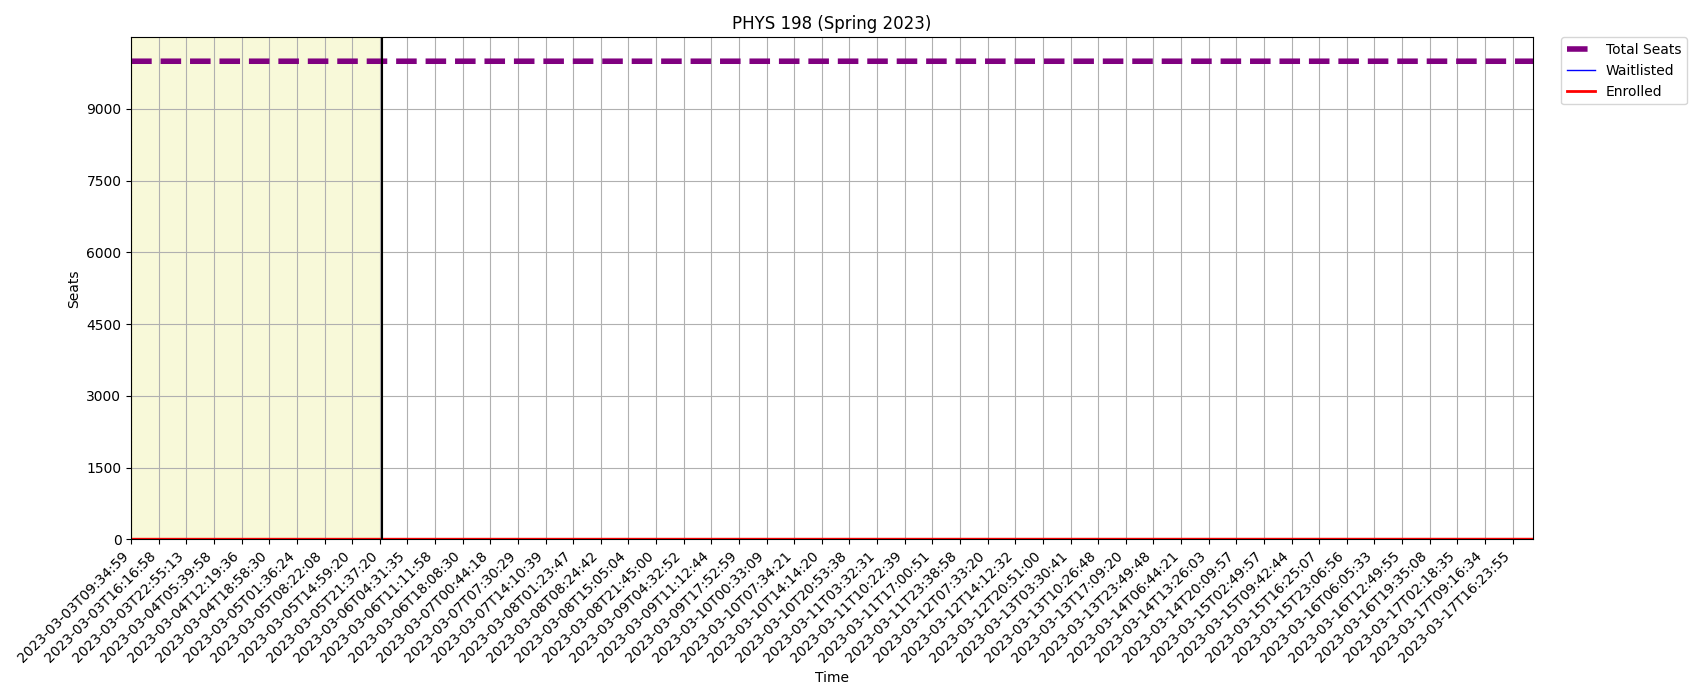 PHYS 198 (Spring 2023)
Total Seats
Waitlisted
Enrolled
Seats
9000
7500
6000
4500
3000
1500
0
2023-03-03T09:34:59
2023-03-03T16:16:58
2023-03-03T22:55:13
2023-03-04T05:39:58
2023-03-04T12:19:36
2023-03-04T18:58:30
2023-03-05T01:36:24
2023-03-05T08:22:08
2023-03-05T14:59:20
2023-03-05T21:37:20
2023-03-06T04:31:35
2023-03-06T11:11:58
2023-03-06T18:08:30
2023-03-07T00:44:18
2023-03-07T07:30:29
2023-03-07T14:10:39
2023-03-08T01:23:47
2023-03-08T08:24:42
2023-03-08T15:05:04
2023-03-08T21:45:00
2023-03-09T04:32:52
2023-03-09T11:12:44
2023-03-09T17:52:59
2023-03-10T00:33:09
2023-03-10T07:34:21
2023-03-10T14:14:20
2023-03-10T20:53:38
2023-03-11T03:32:31
2023-03-11T10:22:39
2023-03-11T17:00:51
2023-03-11T23:38:58
2023-03-12T07:33:20
2023-03-12T14:12:32
2023-03-12T20:51:00
2023-03-13T03:30:41
2023-03-13T10:26:48
2023-03-13T17:09:20
2023-03-13T23:49:48
2023-03-14T06:44:21
2023-03-14T13:26:03
2023-03-14T20:09:57
2023-03-15T02:49:57
2023-03-15T09:42:44
2023-03-15T16:25:07
2023-03-15T23:06:56
2023-03-16T06:05:33
2023-03-16T12:49:55
2023-03-16T19:35:08
2023-03-17T02:18:35
2023-03-17T09:16:34
2023-03-17T16:23:55
Time